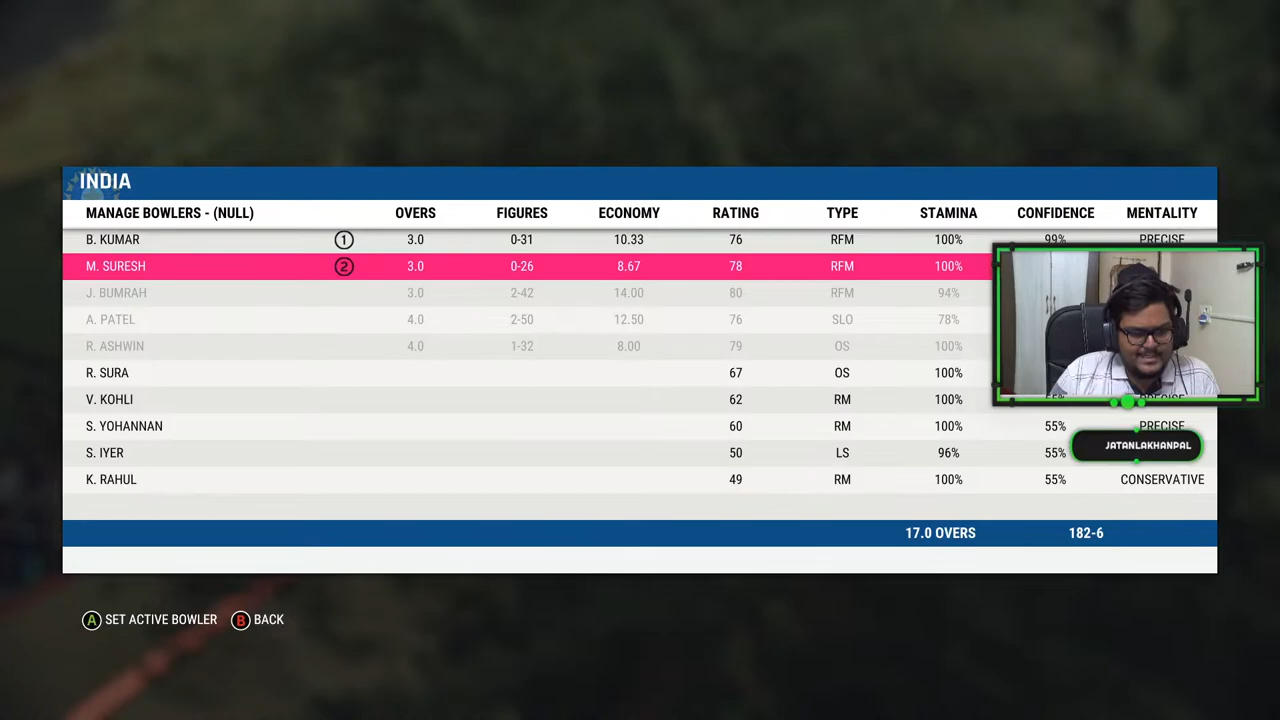 INDIA
MANAGE BOWLERS - (NULL) OVERS FIGURES ECONOMY RATING TYPE STAMINA CONFIDENCE MENTALITY
B. KUMAR 1 3.0 0-31 10.33 76 RFM 100% 99% PRECISE
M. SURESH 2 3.0 0-26 8.67 78 RFM 100%
J. BUMRAH 3.0 2-42 14.00 80 RFM 94%
A. PATEL 4.0 2-50 12.50 76 SLO 78%
R. ASHWIN 4.0 1-32 8.00 79 OS 100%
R. SURA 67 OS 100%
V. KOHLI 62 RM 100% 55% PRECISE
S. YOHANNAN 60 RM 100% 55% PRECISE
S. IYER 50 LS 96% 55%
JATANLAKHANPAL
K. RAHUL 49 RM 100% 55% CONSERVATIVE
17.0 OVERS 182-6
A SET ACTIVE BOWLER B BACK